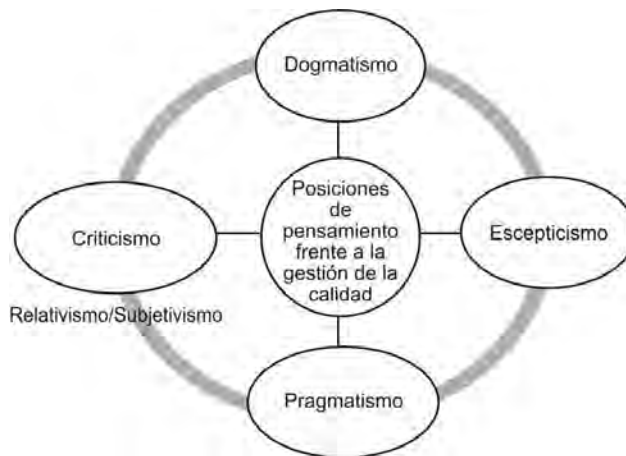 Dogmatismo
Posiciones
de
pensamiento
frente a la
gestión de la
calidad
Criticismo
Escepticismo
Relativismo/Subjetivismo
Pragmatismo